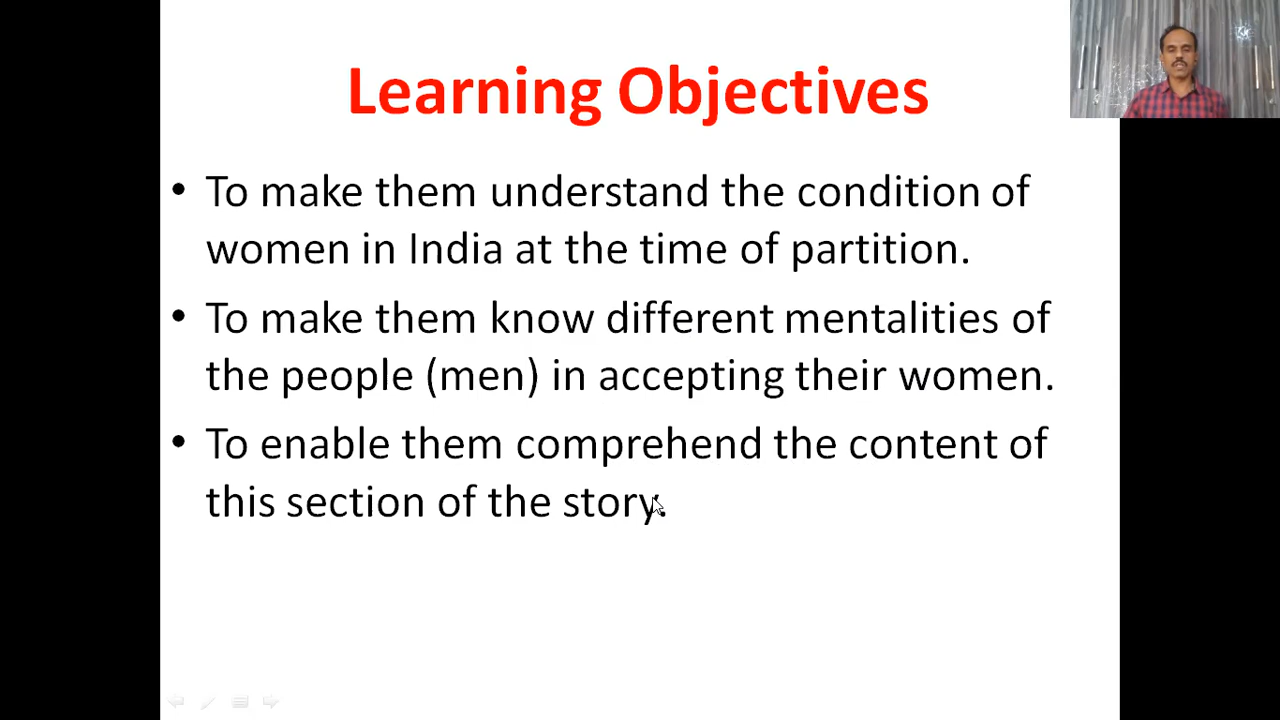 Learning Objectives
• To make them understand the condition of
women in India at the time of partition.
• To make them know different mentalities of
the people (men) in accepting their women.
• To enable them comprehend the content of
this section of the story.